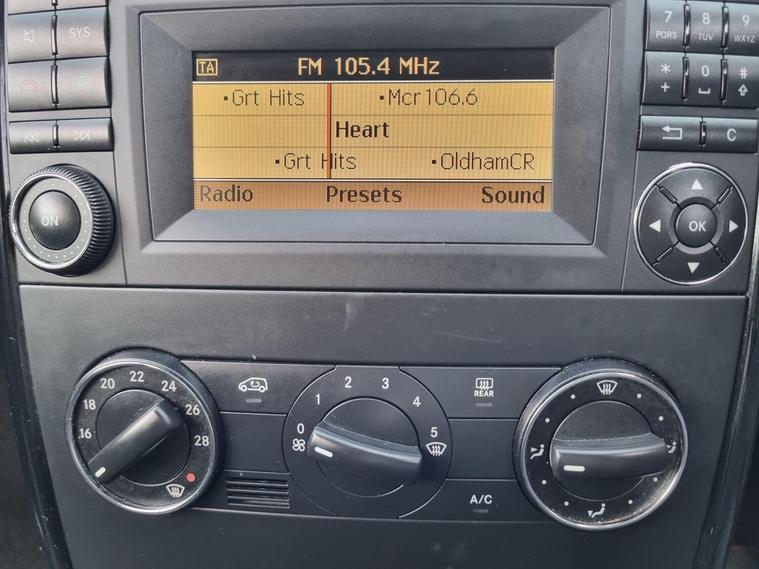 SYS
TA FM 105.4 MHz
•Grt Hits •Mcr106.6
Heart
•Grt Hits •OldhamCR
Radio Presets Sound
7 PQRS 8 TUV 9 WXYZ
* + 0 #
C
ON
OK
16 18 20 22 24 26 28
0 1 2 3 4 5
REAR
A/C